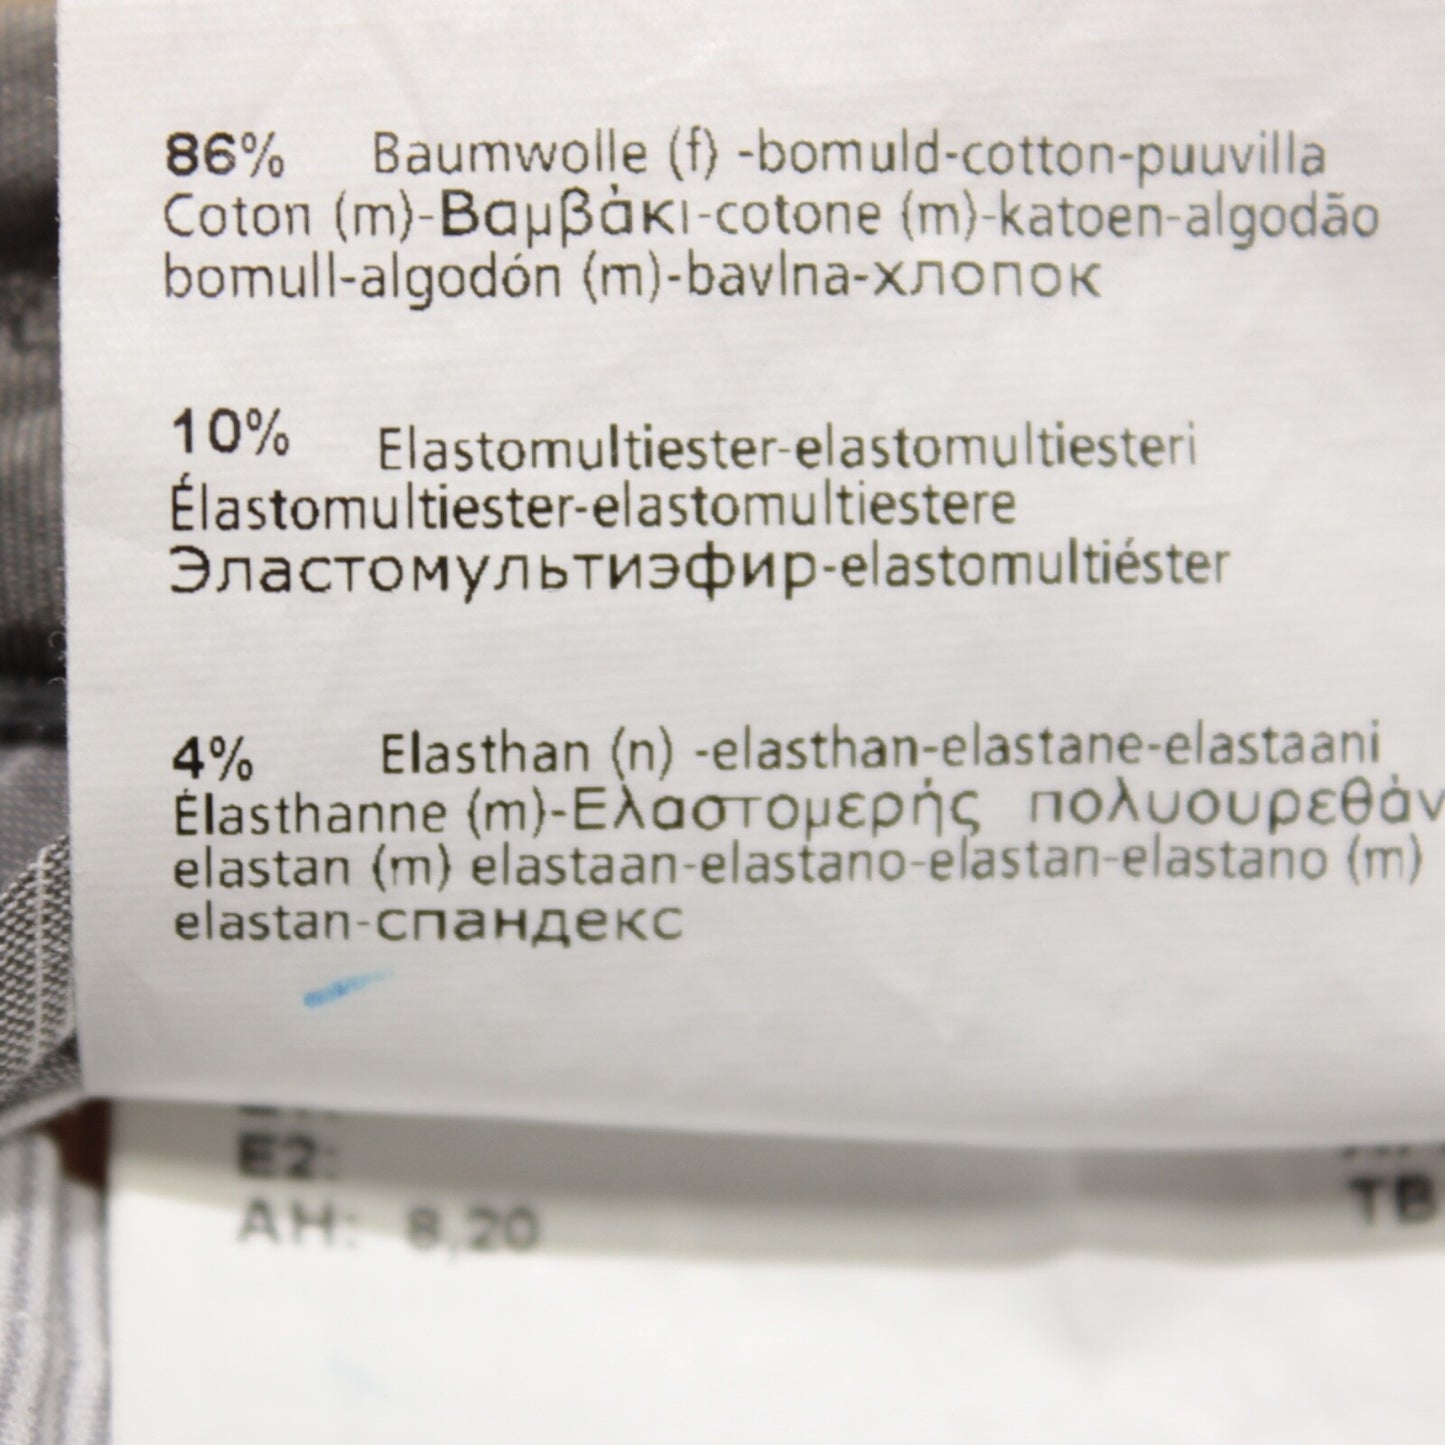 86% Baumwolle (f) -bomuld-cotton-puuvilla
Coton (m)-Βαμβάκι-cotone (m)-katoen-algodão
bomull-algodón (m)-bavlna-хлопок
10% Elastomultiester-elastomultiesteri
Élastomultiester-elastomultiestere
Эластомультиэфир-elastomultiéster
4% Elasthan (n) -elasthan-elastane-elastaani
Élasthanne (m)-Ελαστομερής πολυουρεθάν
elastan (m) elastaan-elastano-elastan-elastano (m)
elastan-спандекс
E2:
AH: 8,20
TB